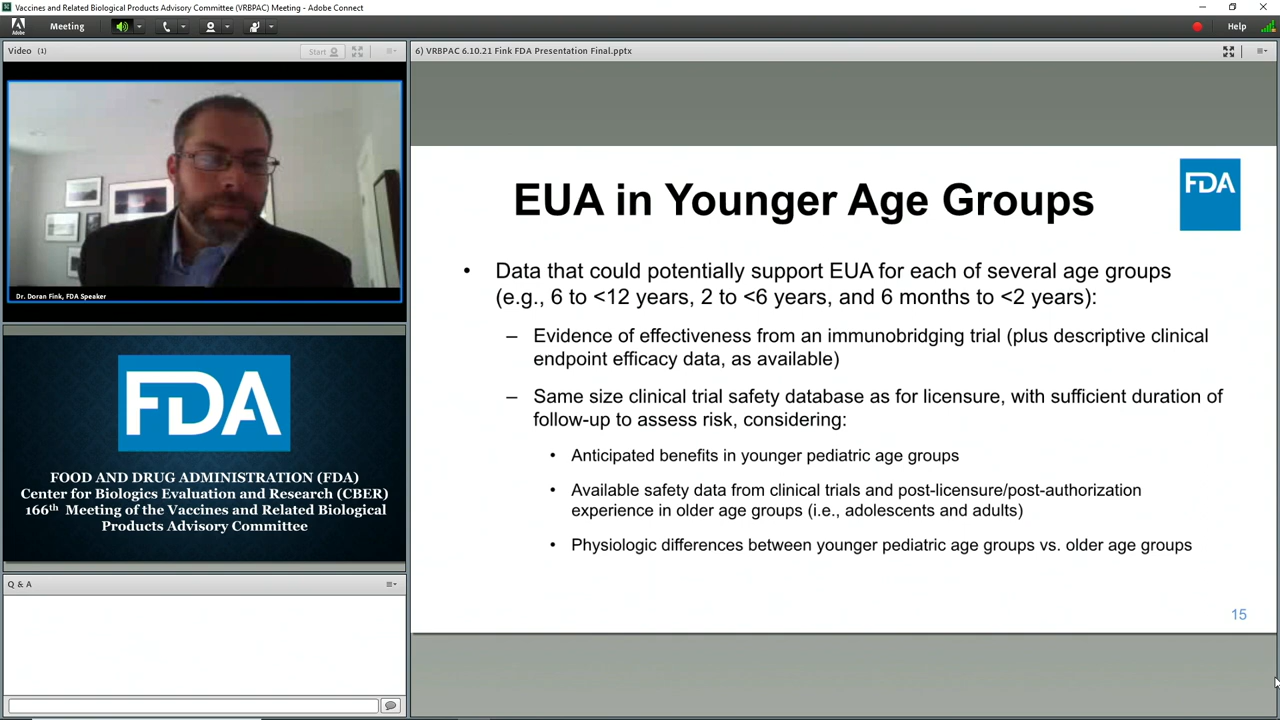 Vaccines and Related Biological Products Advisory Committee (VRBPAC) Meeting - Adobe Connect
Adobe
Meeting
Help
Video (1)
Start
Dr. Doran Fink, FDA Speaker
FDA
FOOD AND DRUG ADMINISTRATION (FDA)
Center for Biologics Evaluation and Research (CBER)
166th Meeting of the Vaccines and Related Biological
Products Advisory Committee
Q & A
6) VRBPAC 6.10.21 Fink FDA Presentation Final.pptx
EUA in Younger Age Groups
FDA
• Data that could potentially support EUA for each of several age groups
(e.g., 6 to <12 years, 2 to <6 years, and 6 months to <2 years):
– Evidence of effectiveness from an immunobridging trial (plus descriptive clinical
endpoint efficacy data, as available)
– Same size clinical trial safety database as for licensure, with sufficient duration of
follow-up to assess risk, considering:
• Anticipated benefits in younger pediatric age groups
• Available safety data from clinical trials and post-licensure/post-authorization
experience in older age groups (i.e., adolescents and adults)
• Physiologic differences between younger pediatric age groups vs. older age groups
15